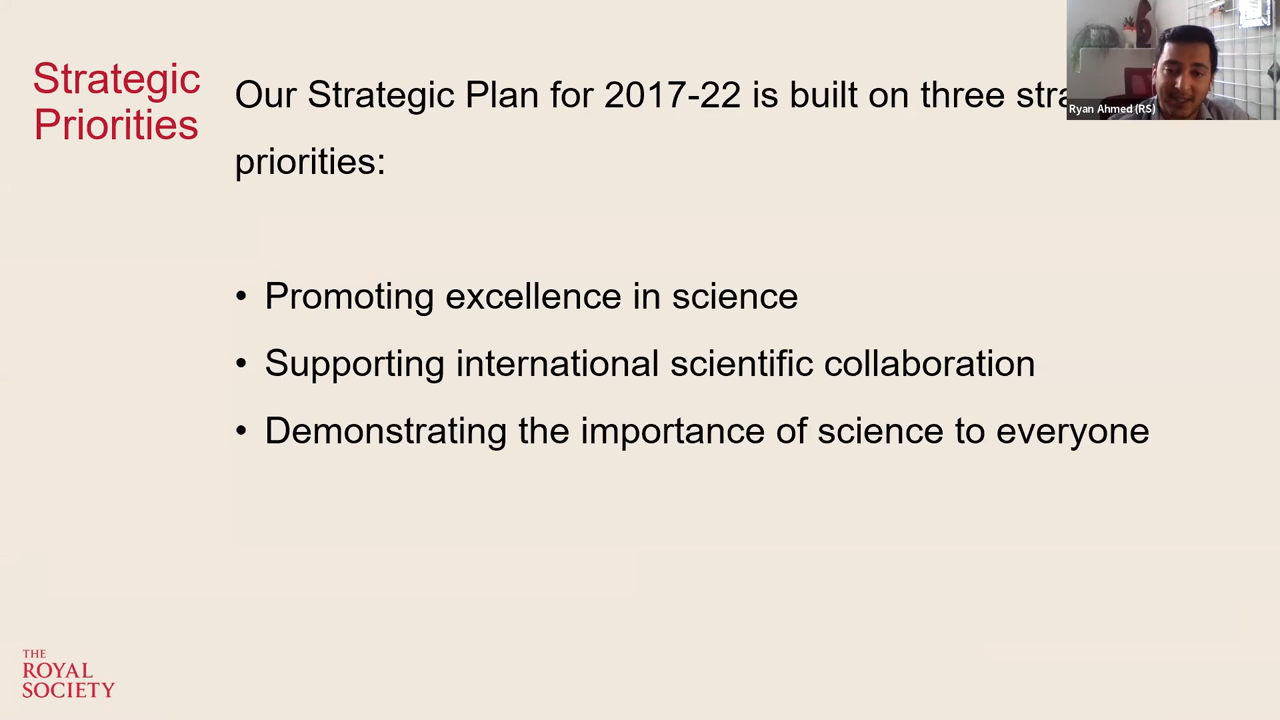 Strategic
Priorities
Our Strategic Plan for 2017-22 is built on three
priorities:
• Promoting excellence in science
• Supporting international scientific collaboration
• Demonstrating the importance of science to everyone
Ryan Ahmed (RS)
THE
ROYAL
SOCIETY